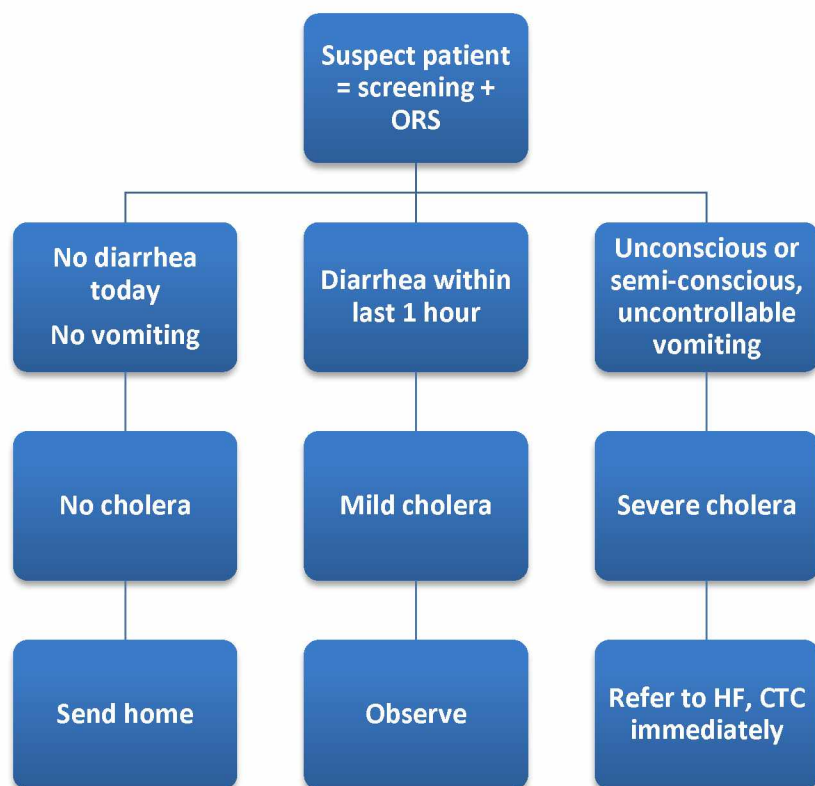 Suspect patient
= screening +
ORS
No diarrhea
today
No vomiting
Diarrhea within
last 1 hour
Unconscious or
semi-conscious,
uncontrollable
vomiting
No cholera
Mild cholera
Severe cholera
Send home
Observe
Refer to HF, CTC
immediately